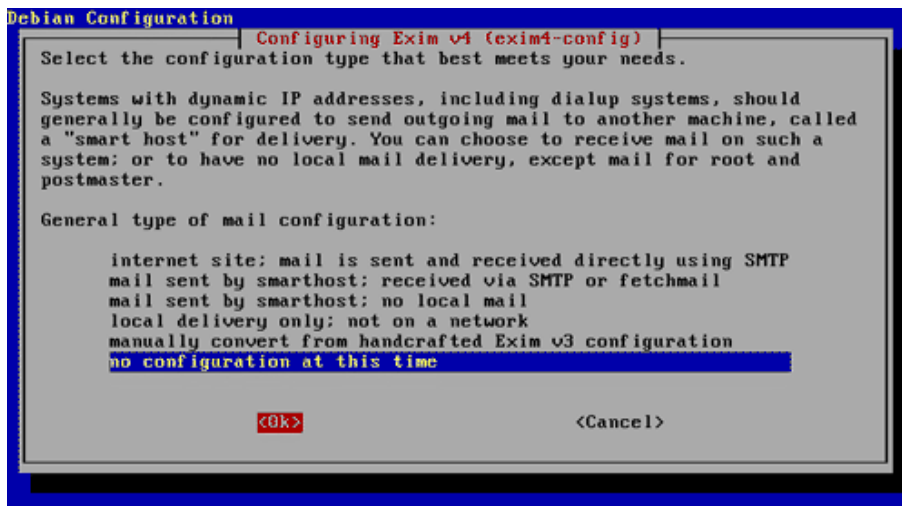 Debian Configuration
Configuring Exim v4 (exim4-config)
Select the configuration type that best meets your needs.
Systems with dynamic IP addresses, including dialup systems, should
generally be configured to send outgoing mail to another machine, called
a "smart host" for delivery. You can choose to receive mail on such a
system; or to have no local mail delivery, except mail for root and
postmaster.
General type of mail configuration:
internet site; mail is sent and received directly using SMTP
mail sent by smarthost; received via SMTP or fetchmail
mail sent by smarthost; no local mail
local delivery only; not on a network
manually convert from handcrafted Exim v3 configuration
no configuration at this time
<Ok> <Cancel>